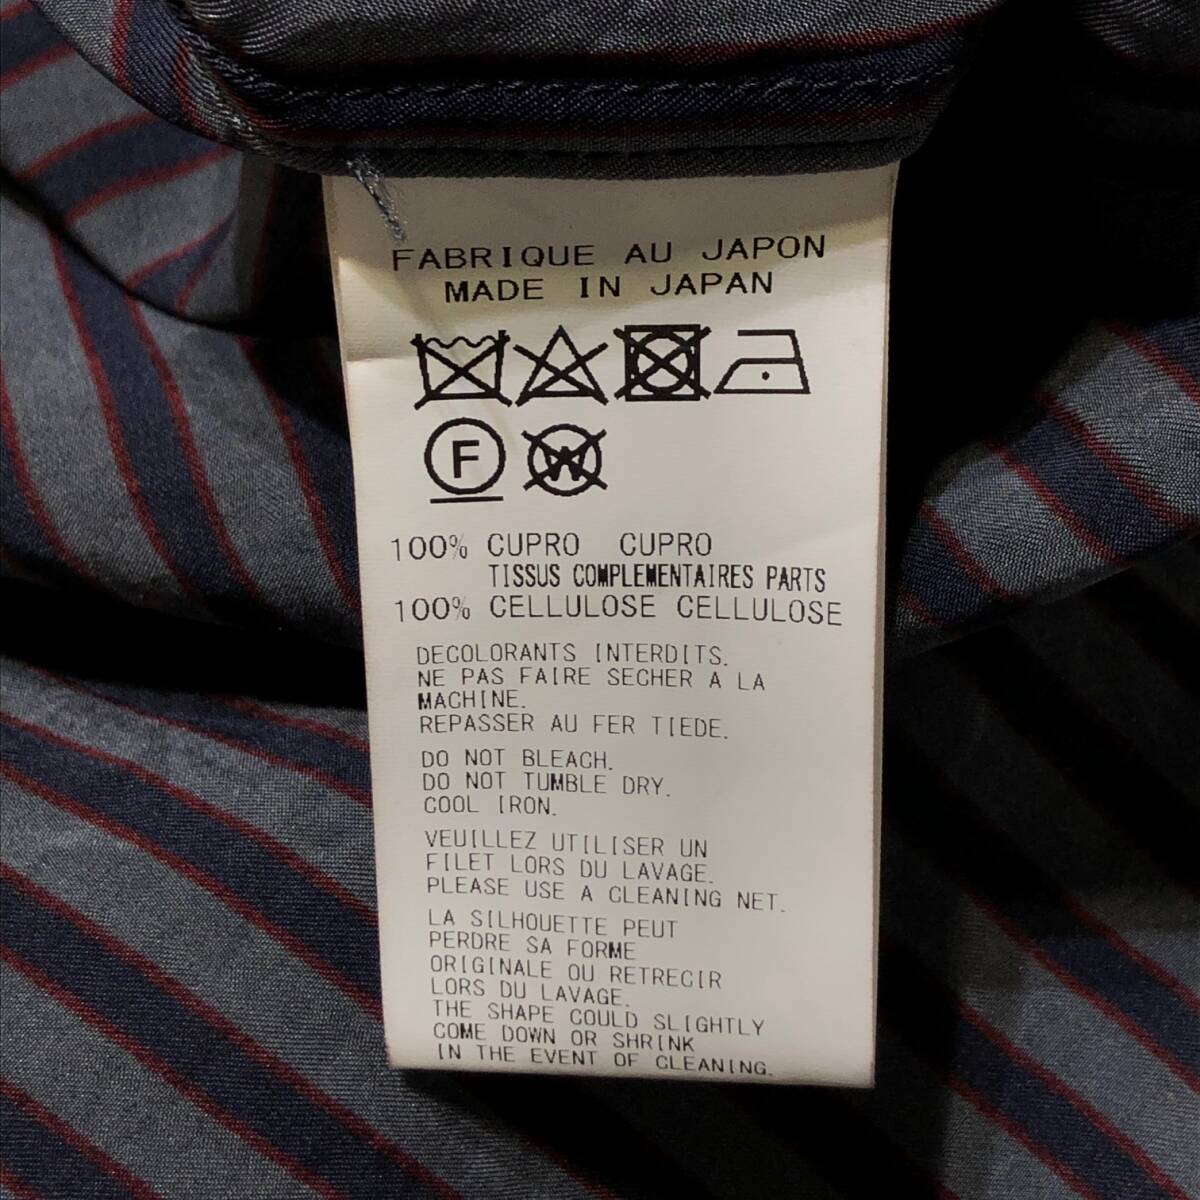 FABRIQUE AU JAPON
MADE IN JAPAN
F W
100% CUPRO CUPRO
TISSUS COMPLEMENTAIRES PARTS
100% CELLULOSE CELLULOSE
DECOLORANTS INTERDITS.
NE PAS FAIRE SECHER A LA
MACHINE.
REPASSER AU FER TIEDE.
DO NOT BLEACH.
DO NOT TUMBLE DRY.
COOL IRON.
VEUILLEZ UTILISER UN
FILET LORS DU LAVAGE.
PLEASE USE A CLEANING NET.
LA SILHOUETTE PEUT
PERDRE SA FORME
ORIGINALE OU RETRECIR
LORS DU LAVAGE.
THE SHAPE COULD SLIGHTLY
COME DOWN OR SHRINK
IN THE EVENT OF CLEANING.